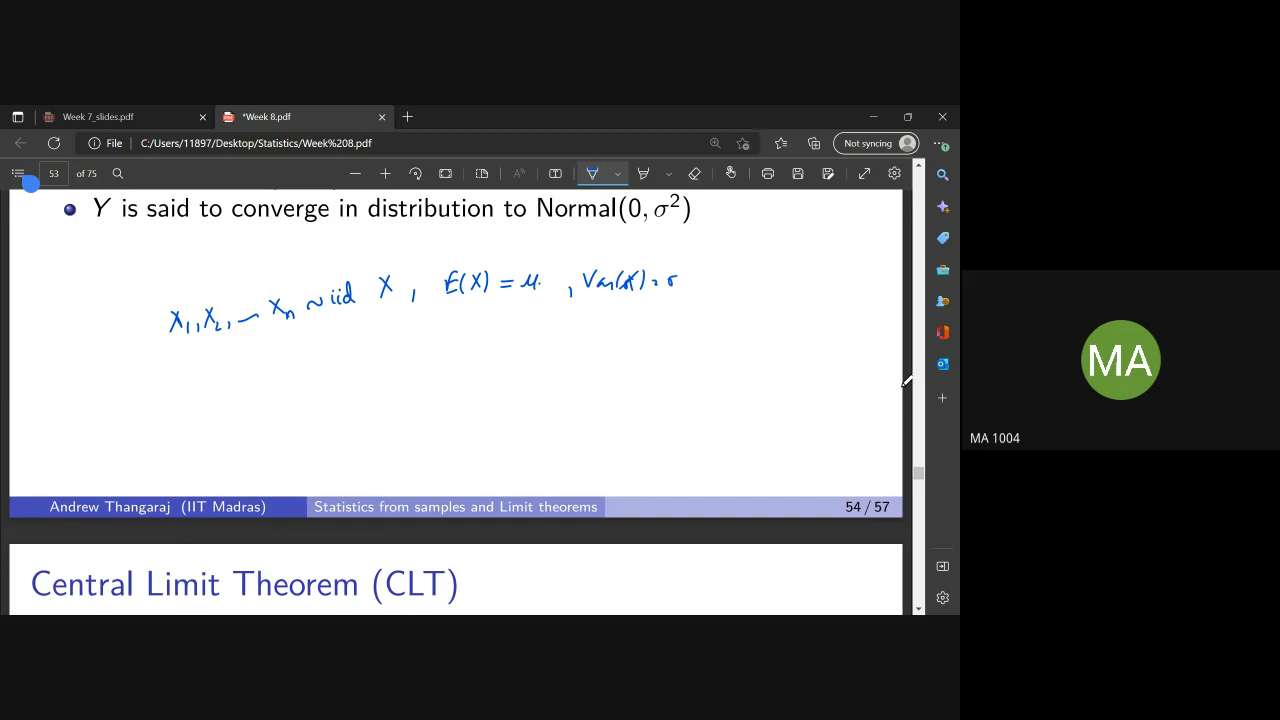 Week 7_slides.pdf
*Week 8.pdf
File
C:/Users/11897/Desktop/Statistics/Week%208.pdf
Not syncing
53 of 75
Y is said to converge in distribution to Normal(0, σ²)
X₁, X₂, — Xₙ ~ iid X, E(X) = μ, Var(X) = σ
Andrew Thangaraj (IIT Madras) Statistics from samples and Limit theorems 54 / 57
Central Limit Theorem (CLT)
MA
MA 1004